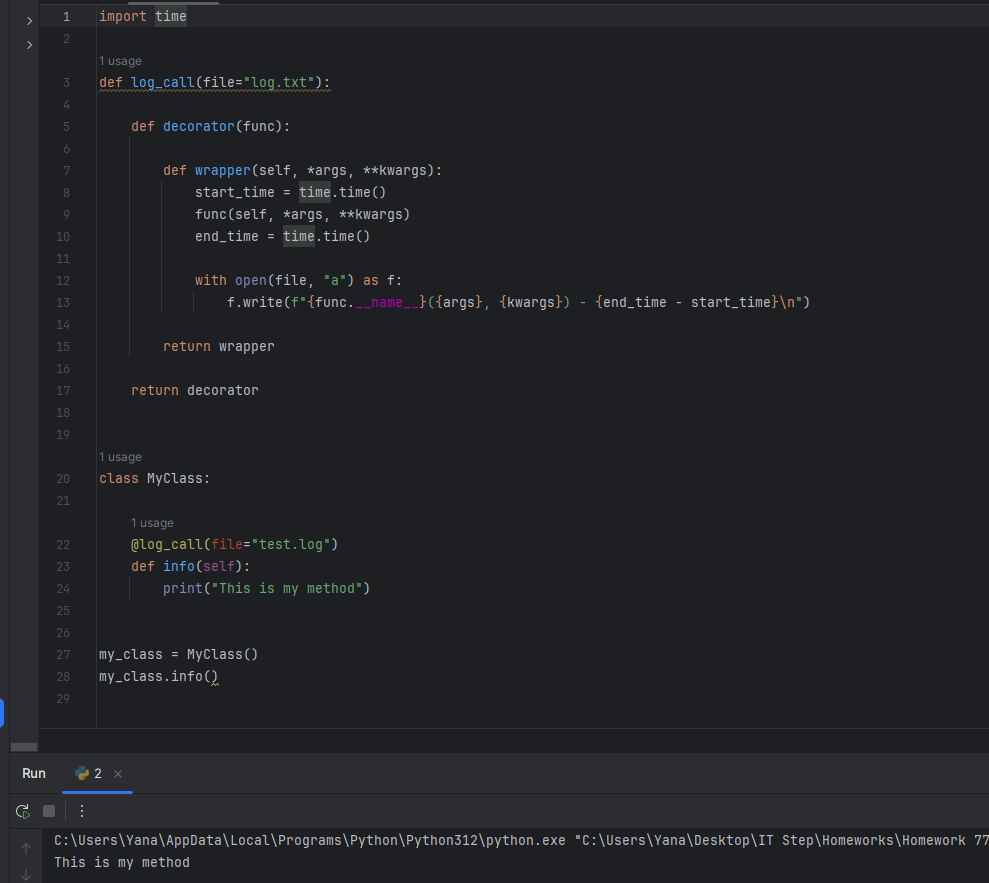 1 import time
2
1 usage
3 def log_call(file="log.txt"):
4
5     def decorator(func):
6
7         def wrapper(self, *args, **kwargs):
8             start_time = time.time()
9             func(self, *args, **kwargs)
10             end_time = time.time()
11
12             with open(file, "a") as f:
13                 f.write(f"{func.__name__}({args}, {kwargs}) - {end_time - start_time}\n")
14
15         return wrapper
16
17     return decorator
18
19
1 usage
20 class MyClass:
21
1 usage
22     @log_call(file="test.log")
23     def info(self):
24         print("This is my method")
25
26
27 my_class = MyClass()
28 my_class.info()
29
Run 2 ×
C:\Users\Yana\AppData\Local\Programs\Python\Python312\python.exe "C:\Users\Yana\Desktop\IT Step\Homeworks\Homework 77
This is my method